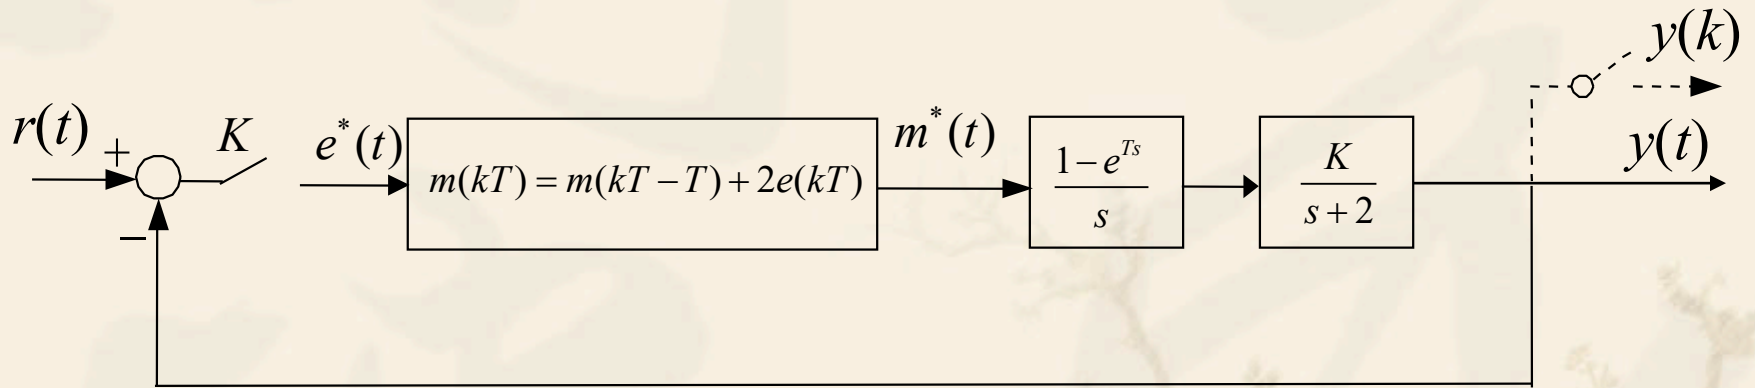 y(k)
r(t) + K e*(t) m(kT) = m(kT − T) + 2e(kT) m*(t) 1 − e^{Ts} / s K / s + 2 y(t)
−